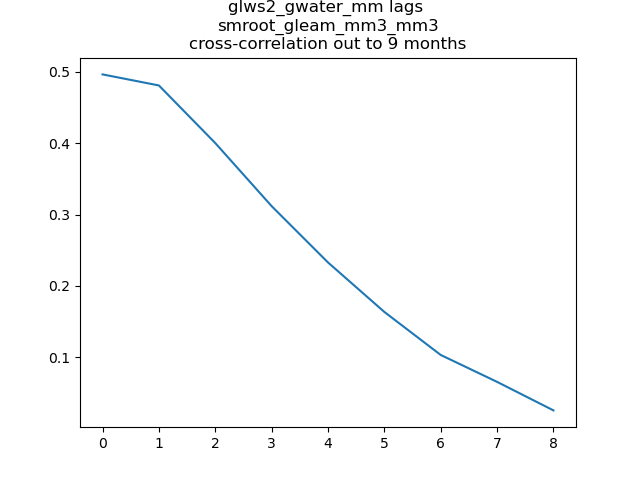 glws2_gwater_mm lags
smroot_gleam_mm3_mm3
cross-correlation out to 9 months
0.5
0.4
0.3
0.2
0.1
0 1 2 3 4 5 6 7 8